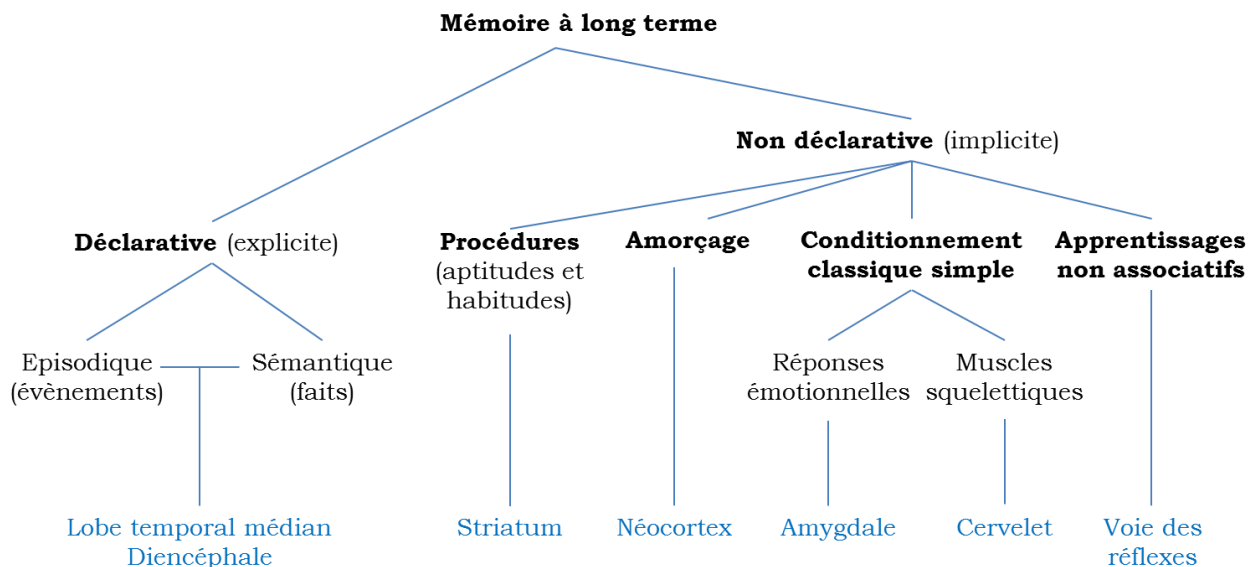 Mémoire à long terme
Non déclarative (implicite)
Déclarative (explicite)
Procédures
(aptitudes et
habitudes)
Amorçage
Conditionnement
classique simple
Apprentissages
non associatifs
Episodique
(évènements)
Sémantique
(faits)
Réponses
émotionnelles
Muscles
squelettiques
Lobe temporal médian
Diencéphale
Striatum
Néocortex
Amygdale
Cervelet
Voie des
réflexes